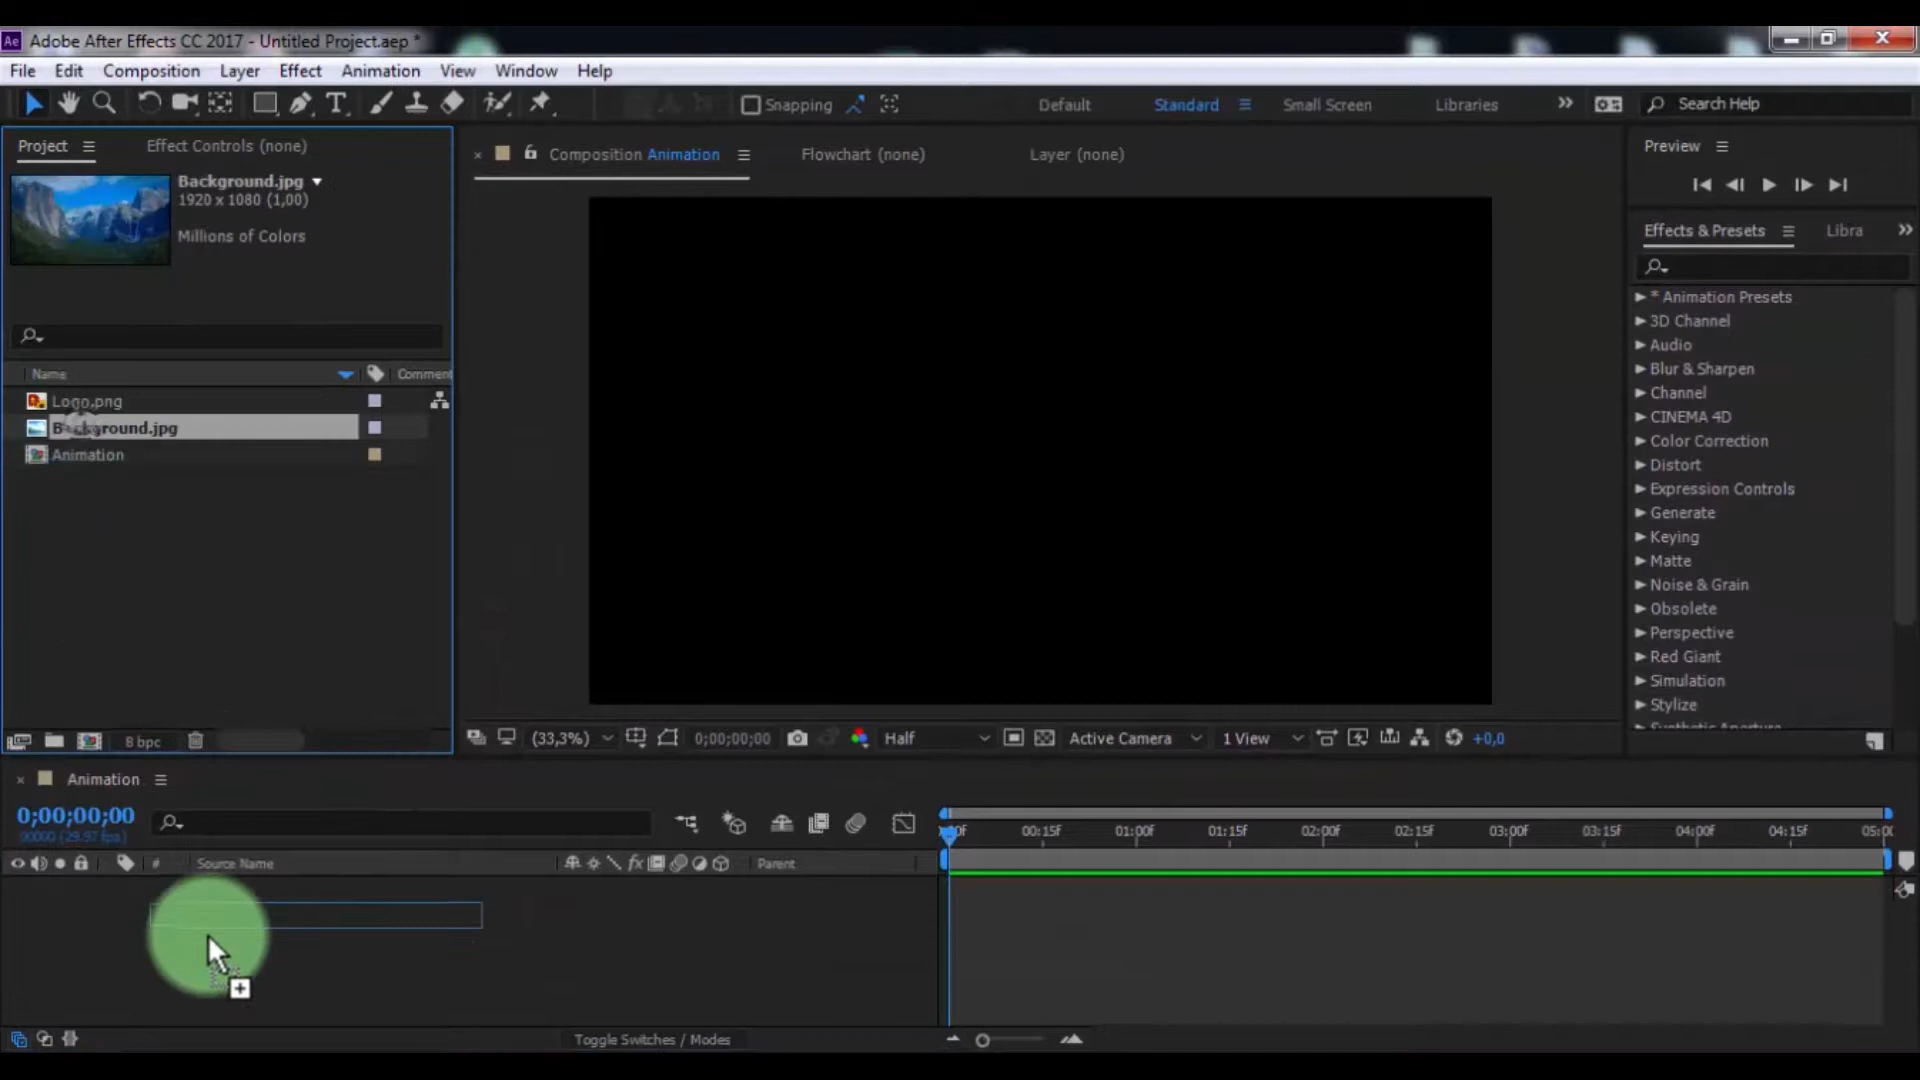 Adobe After Effects CC 2017 - Untitled Project.aep *
File Edit Composition Layer Effect Animation View Window Help
Snapping Default Standard Small Screen Libraries Search Help
Project Effect Controls (none)
Background.jpg
1920 x 1080 (1,00)
Millions of Colors
Name Comment
Logo.png
Background.jpg
Animation
8 bpc
Composition Animation Flowchart (none) Layer (none)
(33,3%) 0;00;00;00 Half Active Camera 1 View +0,0
Preview
Effects & Presets Libra
* Animation Presets
3D Channel
Audio
Blur & Sharpen
Channel
CINEMA 4D
Color Correction
Distort
Expression Controls
Generate
Keying
Matte
Noise & Grain
Obsolete
Perspective
Red Giant
Simulation
Stylize
Synthetic Aperture
Animation
0;00;00;00
00000 (29.97 fps)
# Source Name Parent
00:15f 01:00f 01:15f 02:00f 02:15f 03:00f 03:15f 04:00f 04:15f
Toggle Switches / Modes